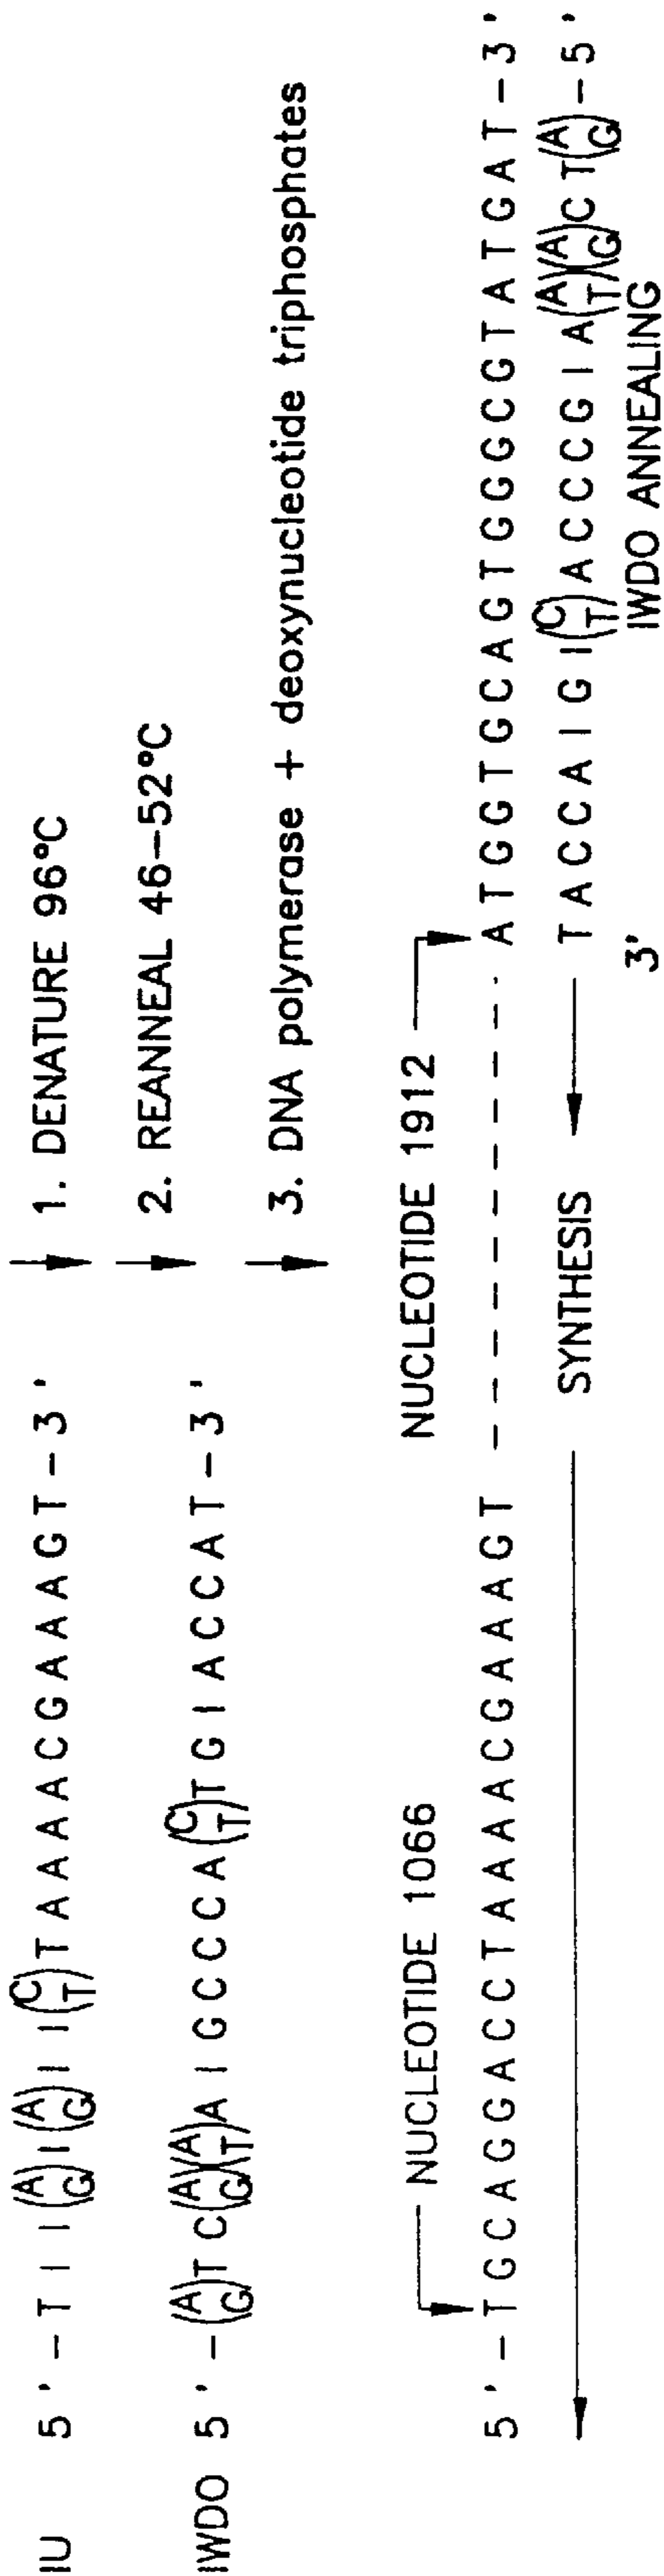 IU 5'-T I I (A/G) I (A/G) I I (C/T) T A A A A C G A A A G T-3'
1. DENATURE 96°C
IWDO 5'-(A/G) T C (A/G)(A/T) A I G C C C A (C/T) T G I A C C A T-3'
2. REANNEAL 46-52°C
3. DNA polymerase + deoxynucleotide triphosphates
NUCLEOTIDE 1066
NUCLEOTIDE 1912
5'-T G C A G G A C C T A A A A C G A A A G T - - - - - - - - A T G G T G C A G T G G G C G T A T G A T-3'
SYNTHESIS
T A C C A I G I (C/T) A C C C G I A (A/T)(A/G) C T (A/G)-5'
3'
IWDO ANNEALING